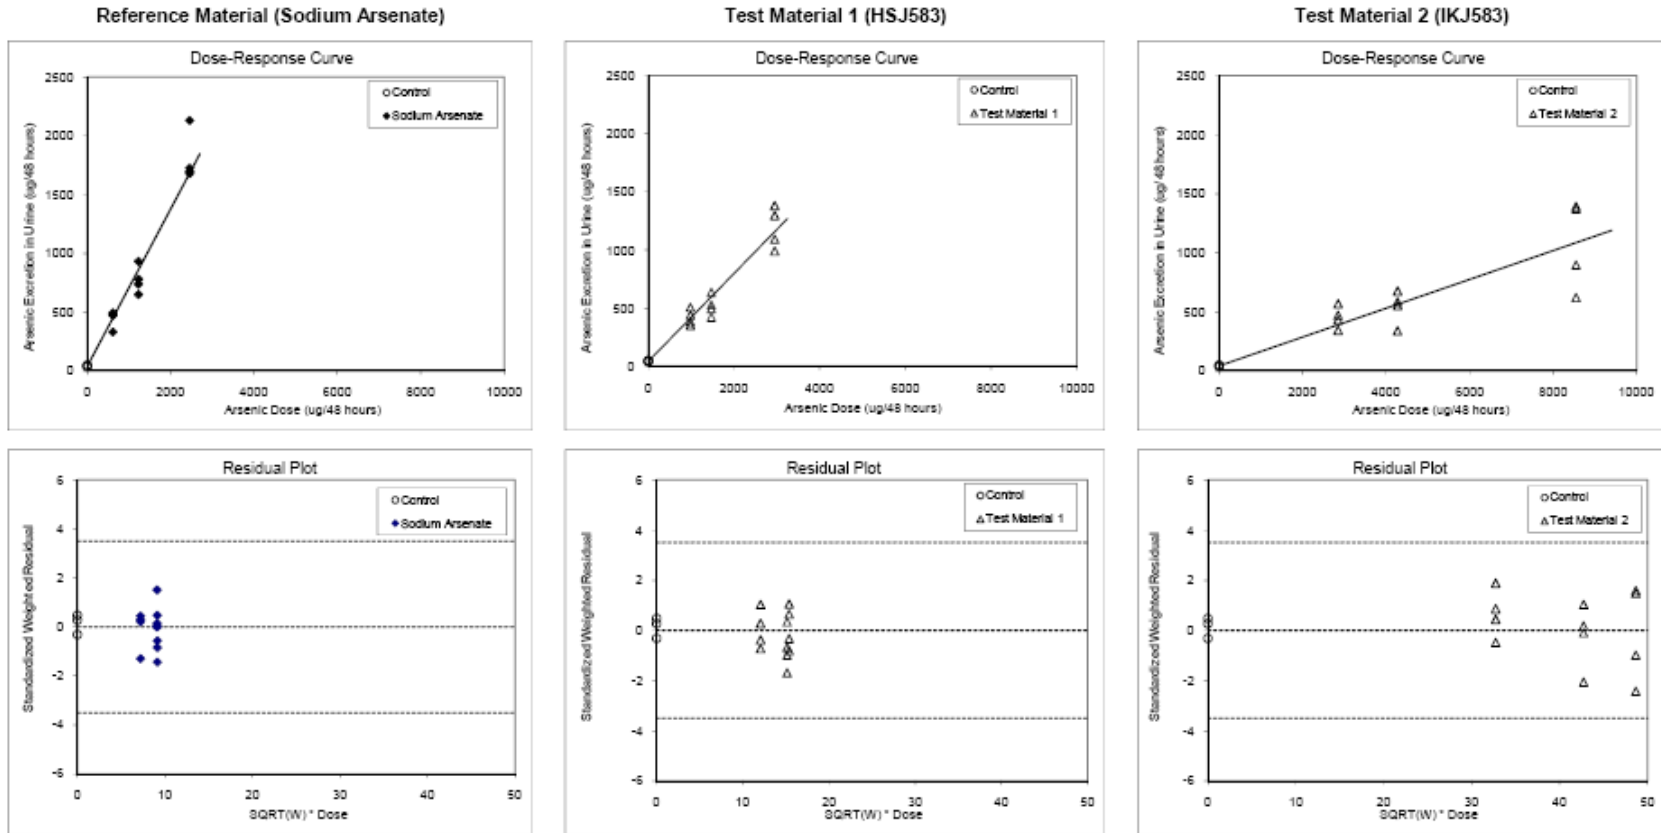 Reference Material (Sodium Arsenate)
Test Material 1 (HSJ583)
Test Material 2 (IKJ583)
Dose-Response Curve
Control
Sodium Arsenate
Arsenic Excretion in Urine (ug/48 hours)
2500
2000
1500
1000
500
0
0 2000 4000 6000 8000 10000
Arsenic Dose (ug/48 hours)
Dose-Response Curve
Control
Test Material 1
Arsenic Excretion in Urine (ug/48 hours)
2500
2000
1500
1000
500
0
0 2000 4000 6000 8000 10000
Arsenic Dose (ug/48 hours)
Dose-Response Curve
Control
Test Material 2
Arsenic Excretion in Urine (ug/48 hours)
2500
2000
1500
1000
500
0
0 2000 4000 6000 8000 10000
Arsenic Dose (ug/48 hours)
Residual Plot
Control
Sodium Arsenate
Standardized Weighted Residual
6
4
2
0
-2
-4
-6
0 10 20 30 40 50
SQRT(W) * Dose
Residual Plot
Control
Test Material 1
Standardized Weighted Residual
6
4
2
0
-2
-4
-6
0 10 20 30 40 50
SQRT(W) * Dose
Residual Plot
Control
Test Material 2
Standardized Weighted Residual
6
4
2
0
-2
-4
-6
0 10 20 30 40 50
SQRT(W) * Dose